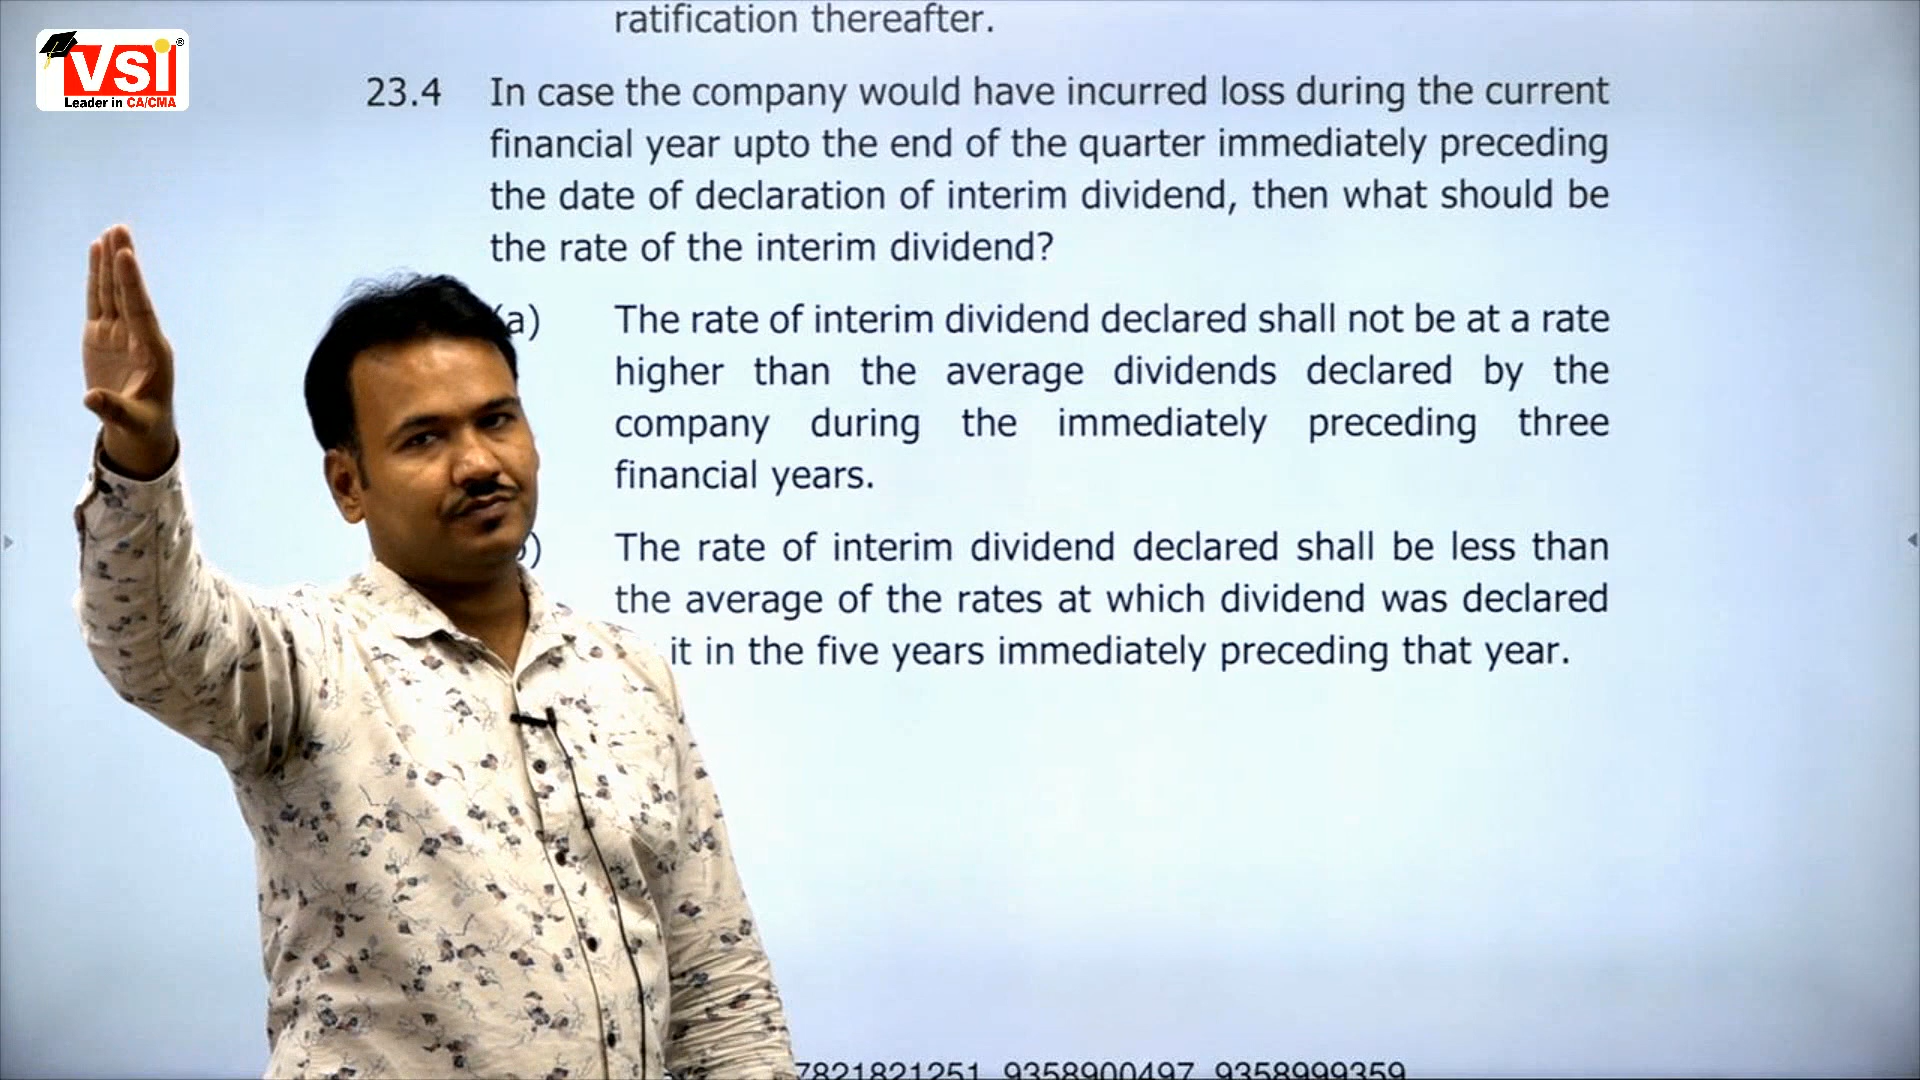 VSI®
Leader in CA/CMA
ratification thereafter.
23.4 In case the company would have incurred loss during the current
financial year upto the end of the quarter immediately preceding
the date of declaration of interim dividend, then what should be
the rate of the interim dividend?
a) The rate of interim dividend declared shall not be at a rate
higher than the average dividends declared by the
company during the immediately preceding three
financial years.
) The rate of interim dividend declared shall be less than
the average of the rates at which dividend was declared
it in the five years immediately preceding that year.
7821821251 9358900497 9358999359